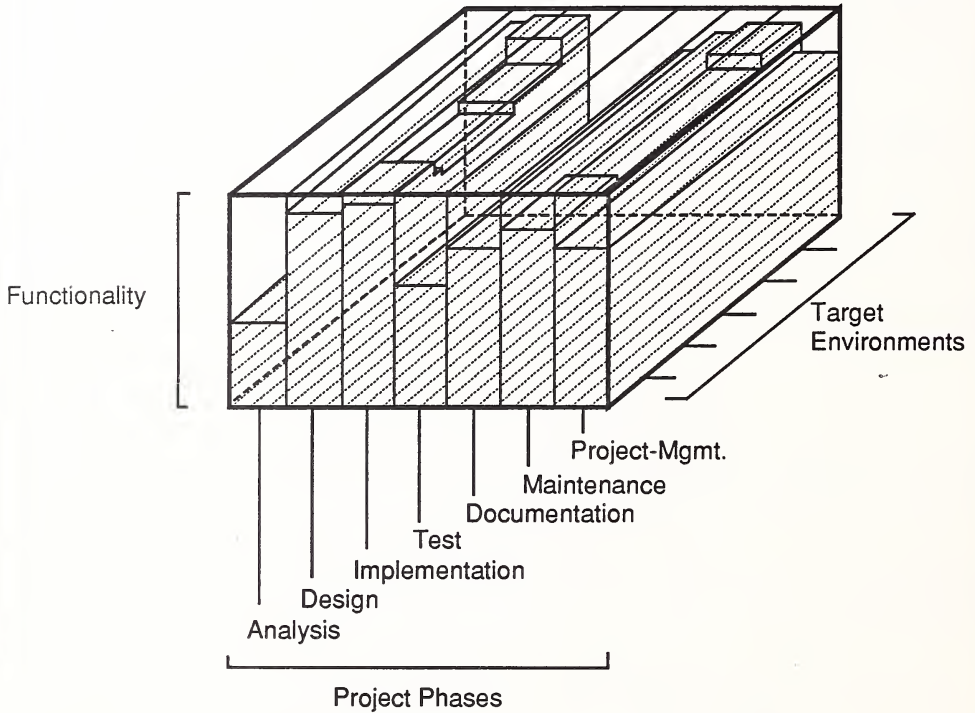 Functionality
Target
Environments
Project-Mgmt.
Maintenance
Documentation
Test
Implementation
Design
Analysis
Project Phases